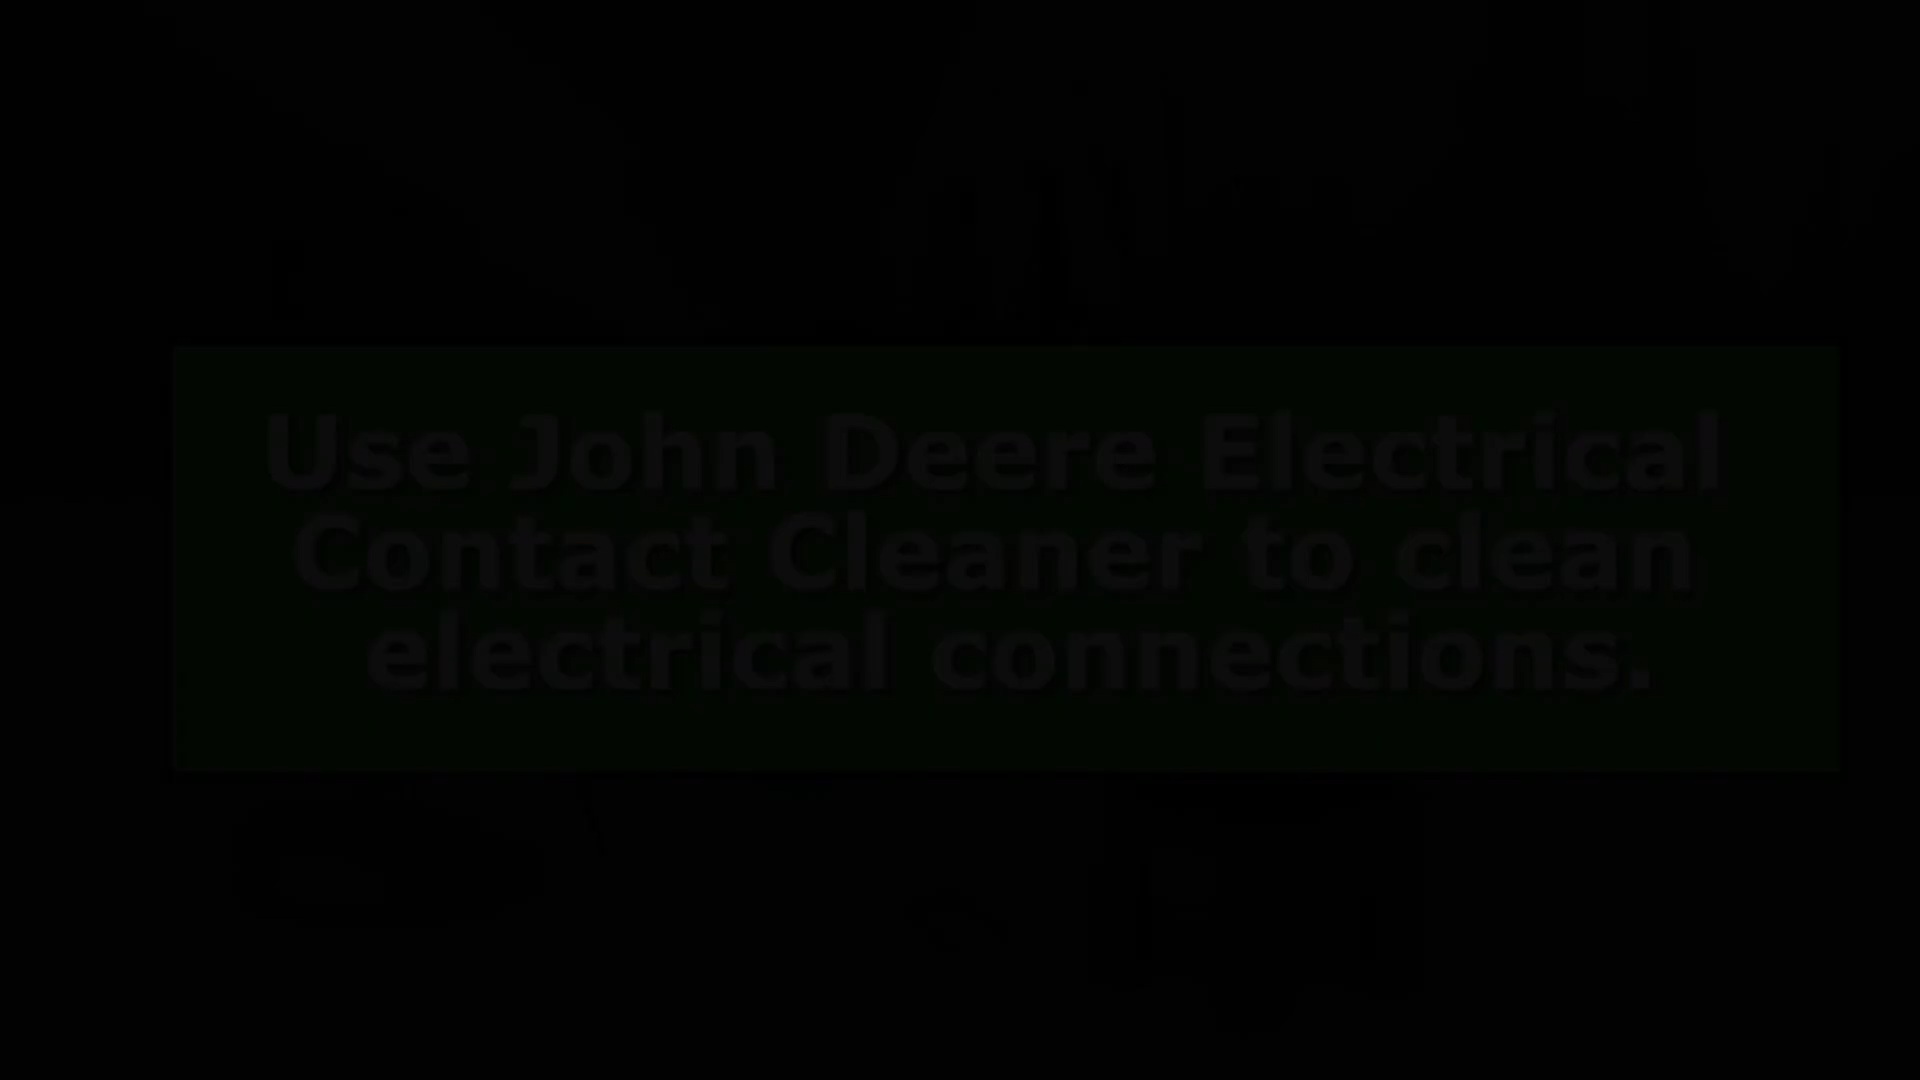 Use John Deere Electrical
Contact Cleaner to clean
electrical connections.